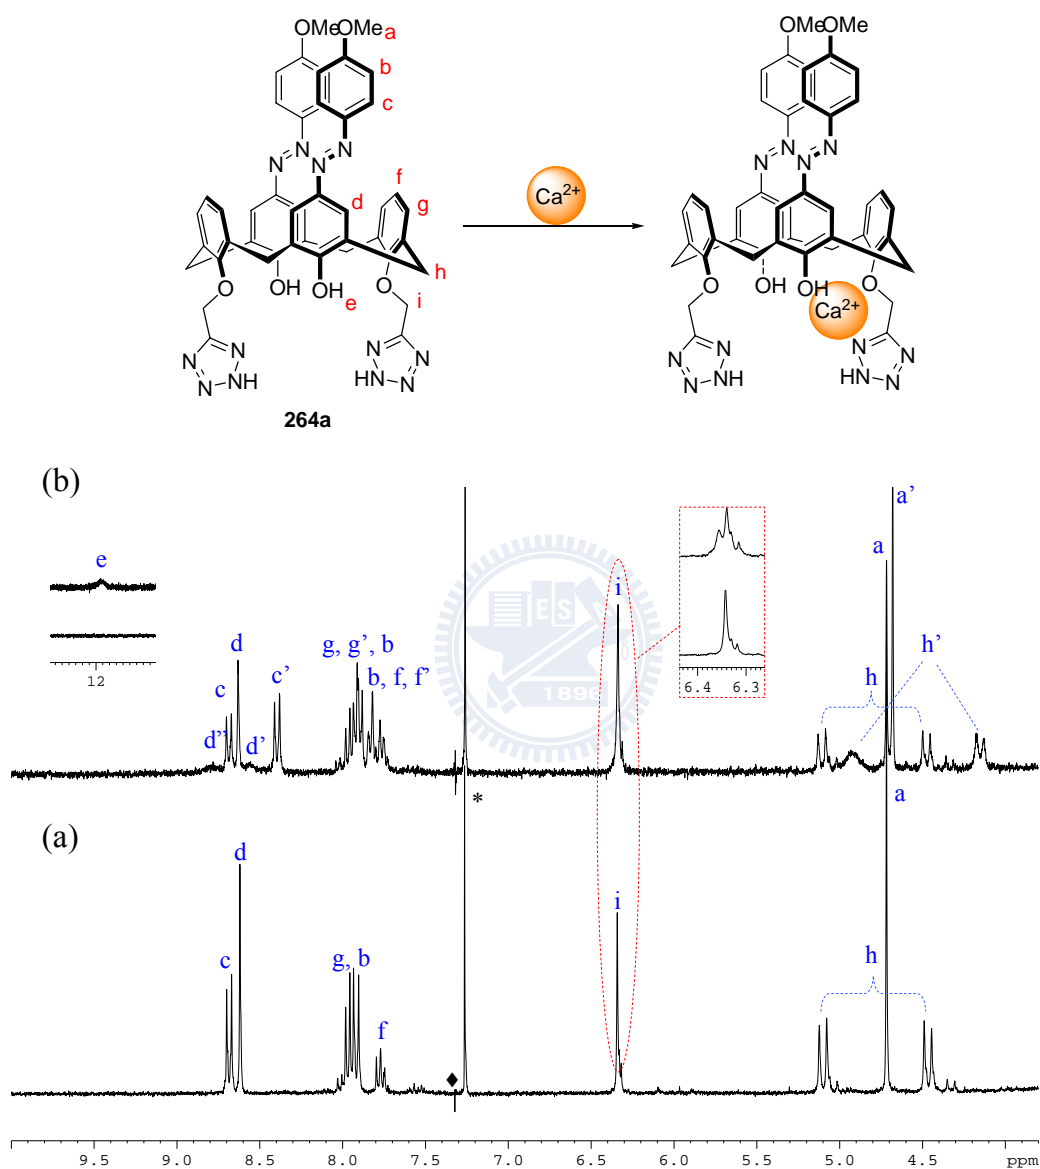 OMe OMe a
b
c
N N N N
f
d
g
h
OH OH e
O O i
N N N NH
N N HN N
264a
Ca2+
OMe OMe
N N N N
O OH OH O
Ca2+
N N N NH
N N HN N
(b)
a'
a
e
i
h'
d
g, g', b
c'
b, f, f'
h
c
12
6.4 6.3
d'' d'
1896
ES
*
a
(a)
d
i
h
c
g, b
f
9.5 9.0 8.5 8.0 7.5 7.0 6.5 6.0 5.5 5.0 4.5 ppm